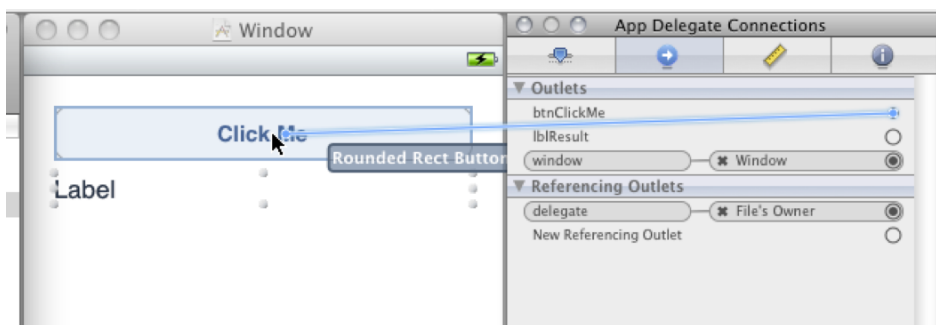 Window
App Delegate Connections
Outlets
btnClickMe
lblResult
window
Window
Referencing Outlets
delegate
File's Owner
New Referencing Outlet
Click Me
Rounded Rect Button
Label